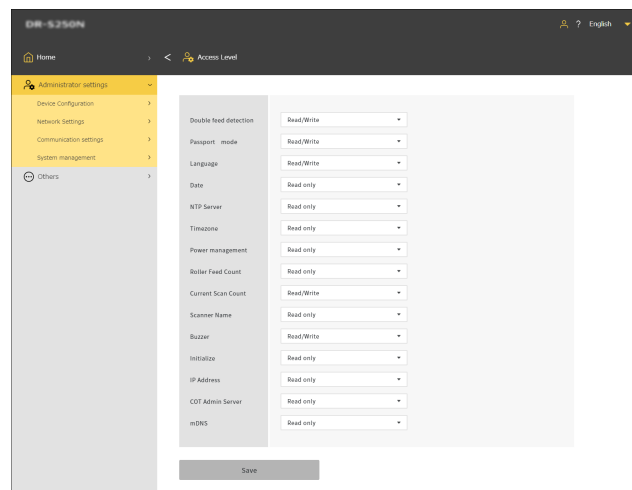 DR-S250N
? English
Home
Access Level
Administrator settings
Device Configuration
Network Settings
Communication settings
System management
Others
Double feed detection Read/Write
Passport mode Read/Write
Language Read/Write
Date Read only
NTP Server Read only
Timezone Read only
Power management Read only
Roller Feed Count Read only
Current Scan Count Read/Write
Scanner Name Read only
Buzzer Read/Write
Initialize Read only
IP Address Read only
COT Admin Server Read only
mDNS Read only
Save